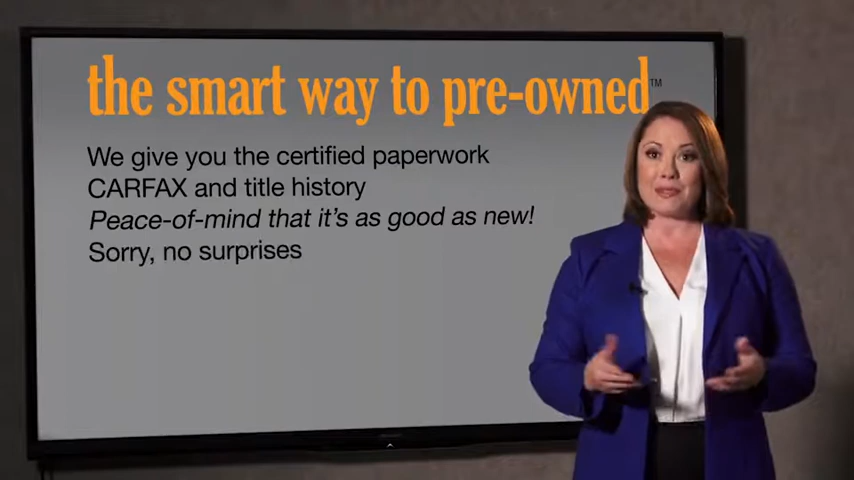 the smart way to pre-owned™
We give you the certified paperwork
CARFAX and title history
Peace-of-mind that it's as good as new!
Sorry, no surprises